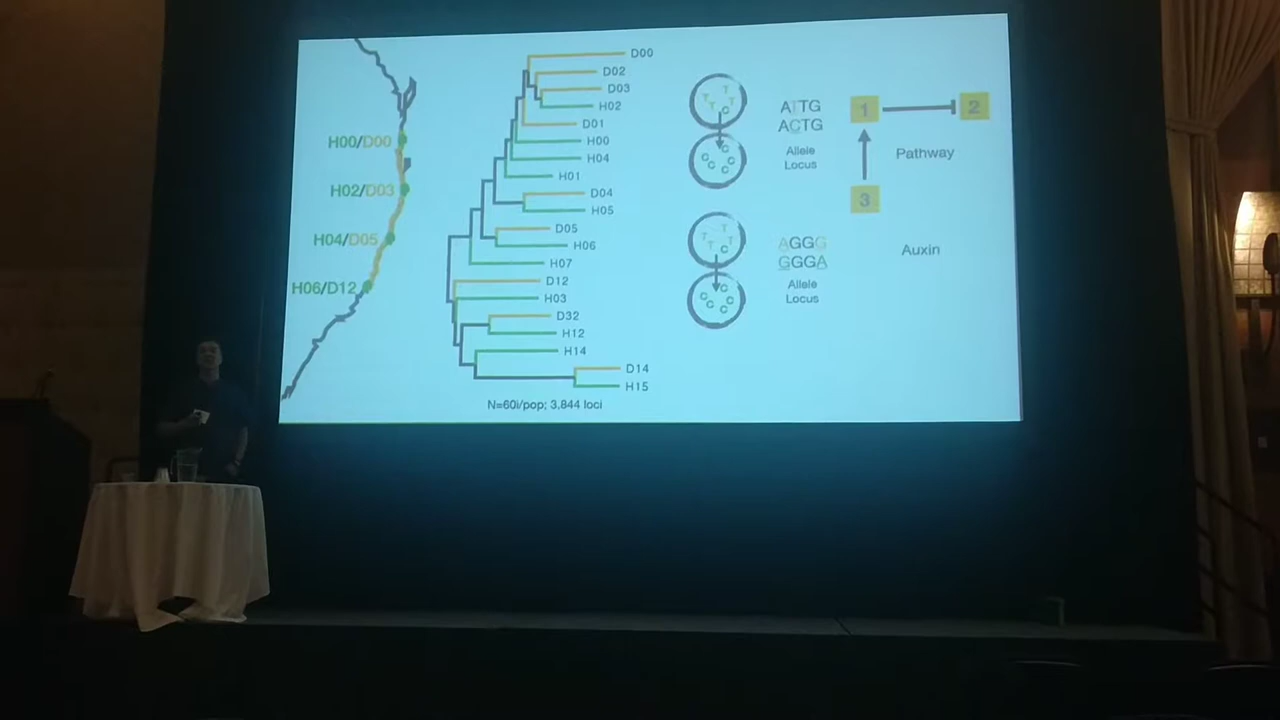 H00/D00
H02/D03
H04/D05
H06/D12
D00
D02
D03
H02
D01
H00
H04
H01
D04
H05
D05
H06
H07
D12
H03
D32
H12
H14
D14
H15
N=60i/pop; 3,844 loci
T
T
T
T
C
C
C
C
C
C
ATTG
ACTG
Allele
Locus
T
T
T
C
C
C
C
C
C
AGGG
GGGA
Allele
Locus
1
2
Pathway
3
Auxin